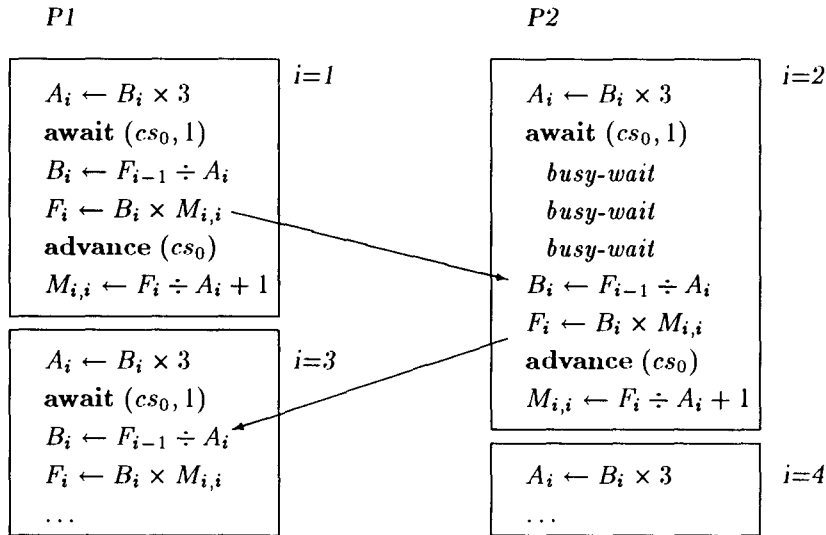 P1
i=1
A_i ← B_i × 3
await (cs_0, 1)
B_i ← F_{i−1} ÷ A_i
F_i ← B_i × M_{i,i}
advance (cs_0)
M_{i,i} ← F_i ÷ A_i + 1
i=3
A_i ← B_i × 3
await (cs_0, 1)
B_i ← F_{i−1} ÷ A_i
F_i ← B_i × M_{i,i}
...
P2
i=2
A_i ← B_i × 3
await (cs_0, 1)
busy-wait
busy-wait
busy-wait
B_i ← F_{i−1} ÷ A_i
F_i ← B_i × M_{i,i}
advance (cs_0)
M_{i,i} ← F_i ÷ A_i + 1
i=4
A_i ← B_i × 3
...